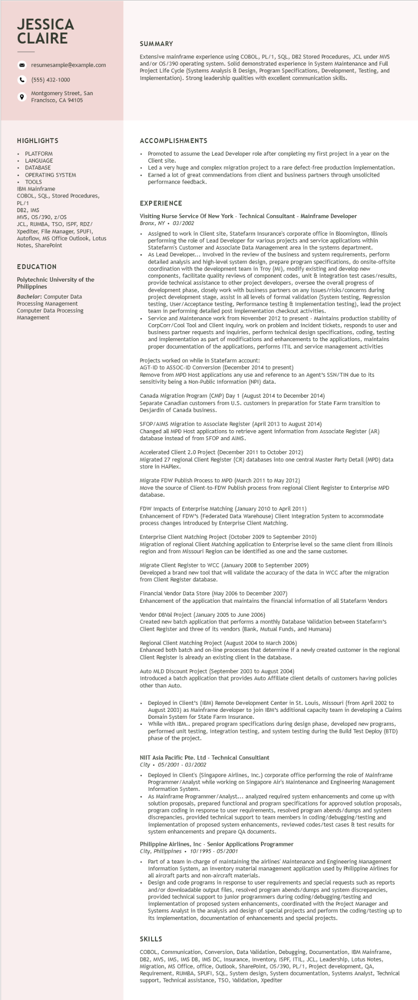 JESSICA
CLAIRE
resumesample@example.com
(555) 432-1000
Montgomery Street, San
Francisco, CA 94105
SUMMARY
Extensive mainframe experience using COBOL, PL/1, SQL, DB2 Stored Procedures, JCL under MVS
and/or OS/390 operating system. Solid demonstrated experience in System Maintenance and Full
Project Life Cycle (Systems Analysis & Design, Program Specifications, Development, Testing, and
Implementation). Strong leadership qualities with excellent communication skills.
HIGHLIGHTS
• PLATFORM
• LANGUAGE
• DATABASE
• OPERATING SYSTEM
• TOOLS
IBM Mainframe
COBOL, SQL, Stored Procedures,
PL/1
DB2, IMS
MVS, OS/390, z/OS
JCL, RUMBA, TSO, ISPF, RDZ/
Xpediter, File Manager, SPUFI,
Autoflow, MS Office Outlook, Lotus
Notes, SharePoint
EDUCATION
Polytechnic University of the
Philippines
Bachelor: Computer Data
Processing Management
Computer Data Processing
Management
ACCOMPLISHMENTS
• Promoted to assume the Lead Developer role after completing my first project in a year on the
Client site.
• Led a very huge and complex migration project to a rare defect-free production implementation.
• Earned a lot of great commendations from client and business partners through unsolicited
performance feedback.
EXPERIENCE
Visiting Nurse Service Of New York - Technical Consultant – Mainframe Developer
Bronx, NY • 03/2002
• Assigned to work in Client site, Statefarm Insurance's corporate office in Bloomington, Illinois
performing the role of Lead Developer for various projects and service applications within
Statefarm's Customer and Associate Data Management area in the systems department.
• As Lead Developer... Involved in the review of the business and system requirements, perform
detailed analysis and high-level system design, prepare program specifications, do onsite-offsite
coordination with the development team in Troy (MI), modify existing and develop new
components, facilitate quality reviews of component codes, unit & integration test cases/results,
provide technical assistance to other project developers, oversee the overall progress of
development phase, closely work with business partners on any issues/risks/concerns during
project development stage, assist in all levels of formal validation (System testing, Regression
testing, User/Acceptance testing, Performance testing & Implementation testing), lead the project
team in performing detailed post implementation checkout activities.
• Service and Maintenance work from November 2012 to present - Maintains production stability of
CorpCorr/Cool Tool and Client Inquiry, work on problem and incident tickets, responds to user and
business partner requests and inquiries, perform technical design specifications, coding, testing
and implementation as part of modifications and enhancements to the applications, maintains
proper documentation of the applications, performs ITIL and service management activities
Projects worked on while in Statefarm account:
AGT-ID to ASSOC-ID Conversion (December 2014 to present)
Remove from MPD Host applications any use and reference to an Agent's SSN/TIN due to its
sensitivity being a Non-Public Information (NPI) data.
Canada Migration Program (CMP) Day 1 (August 2014 to December 2014)
Separate Canadian customers from U.S. customers in preparation for State Farm transition to
Desjardin of Canada business.
SFOP/AIMS Migration to Associate Register (April 2013 to August 2014)
Changed all MPD Host applications to retrieve agent information from Associate Register (AR)
database instead of from SFOP and AIMS.
Accelerated Client 2.0 Project (December 2011 to October 2012)
Migrated 27 regional Client Register (CR) databases into one central Master Party Detail (MPD) data
store in HAPlex.
Migrate FDW Publish Process to MPD (March 2011 to May 2012)
Move the source of Client-to-FDW Publish process from regional Client Register to Enterprise MPD
database.
FDW Impacts of Enterprise Matching (January 2010 to April 2011)
Enhancement of FDW's (Federated Data Warehouse) Client Integration System to accommodate
process changes introduced by Enterprise Client Matching.
Enterprise Client Matching Project (October 2009 to September 2010)
Migration of regional Client Matching application to Enterprise level so the same client from Illinois
region and from Missouri Region can be identified as one and the same customer.
Migrate Client Register to WCC (January 2008 to September 2009)
Developed a brand new tool that will validate the accuracy of the data in WCC after the migration
from Client Register database.
Financial Vendor Data Store (May 2006 to December 2007)
Enhancement of the application that maintains the financial information of all Statefarm Vendors
Vendor DBVal Project (January 2005 to June 2006)
Created new batch application that performs a monthly Database Validation between Statefarm's
Client Register and three of its vendors (Bank, Mutual Funds, and Humana)
Regional Client Matching Project (August 2004 to March 2006)
Enhanced both batch and on-line processes that determine if a newly created customer in the regional
Client Register is already an existing client in the database.
Auto MLD Discount Project (September 2003 to August 2004)
Introduced a batch application that provides Auto Affiliate client details of customers having policies
other than Auto.
• Deployed in Client's (IBM) Remote Development Center in St. Louis, Missouri (from April 2002 to
August 2003) as Mainframe developer to join IBM's additional capacity team in developing a Claims
Domain System for State Farm Insurance.
• While with IBM.. prepared program specifications during design phase, developed new programs,
performed unit testing, integration testing, and system testing during the Build Test Deploy (BTD)
phase of the project.
NIIT Asia Pacific Pte. Ltd - Technical Consultlant
City • 05/2001 - 03/2002
• Deployed in Client's (Singapore Airlines, Inc.) corporate office performing the role of Mainframe
Programmer/Analyst while working on Singapore Air's Maintenance and Engineering Management
Information System.
• As Mainframe Programmer/Analyst... analyzed required system enhancements and come up with
solution proposals, prepared functional and program specifications for approved solution proposals,
program coding in response to user requirements, resolved program abends/dumps and system
discrepancies, provided technical support to team members in coding/debugging/testing and
implementation of proposed system enhancements, reviewed codes/test cases & test results for
system enhancements and prepare QA documents.
Philippine Airlines, Inc - Senior Applications Programmer
City, Philippines • 10/1995 - 05/2001
• Part of a team in-charge of maintaining the airlines' Maintenance and Engineering Management
Information System, an inventory material management application used by Philippine Airlines for
all aircraft parts and non-aircraft materials.
• Design and code programs in response to user requirements and special requests such as reports
and/or downloadable output files, resolved program abends/dumps and system discrepancies,
provided technical support to junior programmers during coding/debugging/testing and
implementation of proposed system enhancements, coordinated with the Project Manager and
Systems Analyst in the analysis and design of special projects and perform the coding/testing up to
its implementation, documentation of enhancements and special projects.
SKILLS
COBOL, Communication, Conversion, Data Validation, Debugging, Documentation, IBM Mainframe,
DB2, MVS, IMS, IMS DB, IMS DC, Insurance, Inventory, ISPF, ITIL, JCL, Leadership, Lotus Notes,
Migration, MS Office, office, Outlook, SharePoint, OS/390, PL/1, Project development, QA,
Requirement, RUMBA, SPUFI, SQL, System design, System documentation, Systems Analyst, Technical
support, Technical assistance, TSO, Validation, Xpediter